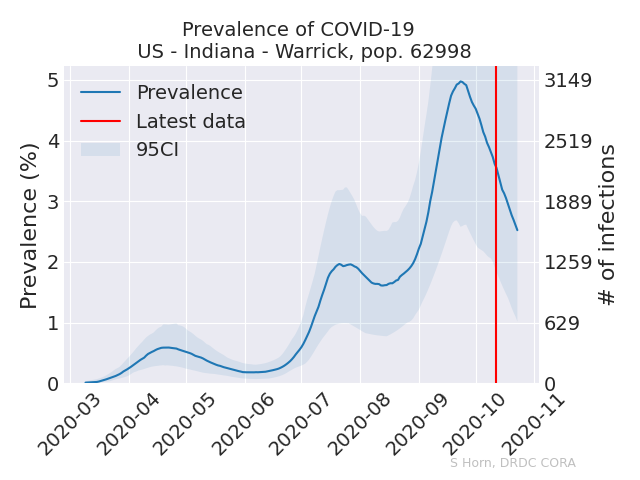 Prevalence of COVID-19
US - Indiana - Warrick, pop. 62998
Prevalence
Latest data
95CI
Prevalence (%)
5
4
3
2
1
0
3149
2519
1889
1259
629
0
# of infections
2020-03
2020-04
2020-05
2020-06
2020-07
2020-08
2020-09
2020-10
2020-11
S Horn, DRDC CORA